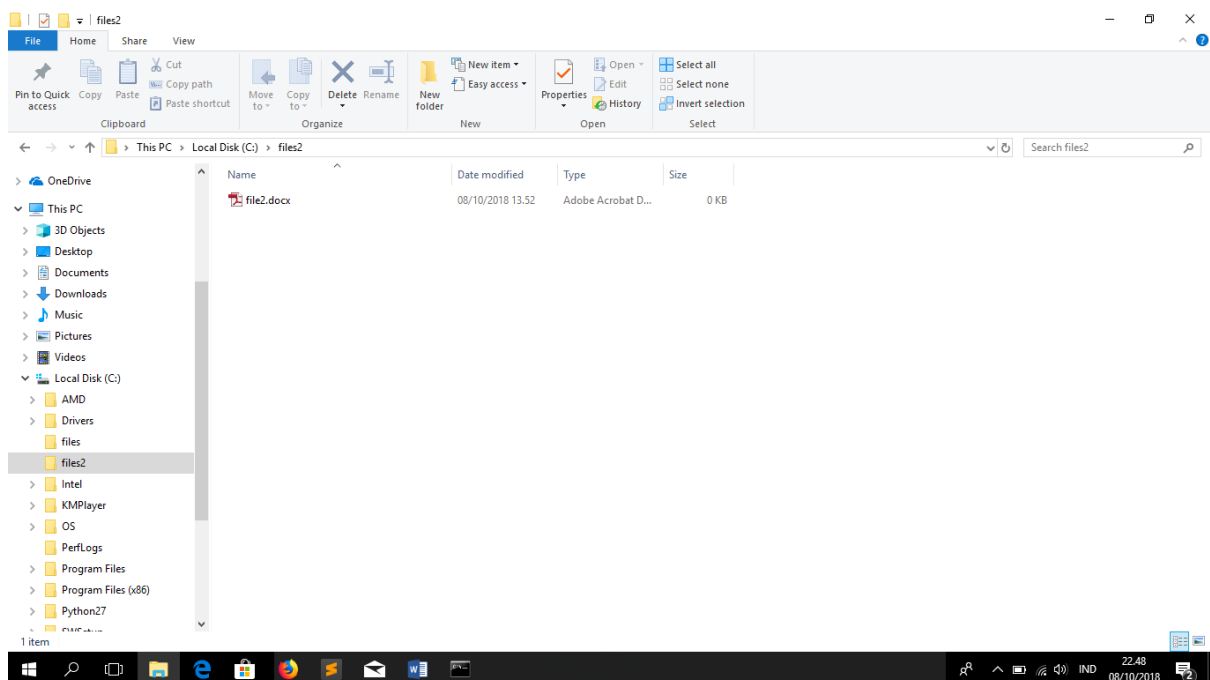 files2
File Home Share View
Pin to Quick access
Copy
Paste
Cut
Copy path
Paste shortcut
Clipboard
Move to
Copy to
Delete
Rename
Organize
New folder
New item
Easy access
New
Properties
Open
Edit
History
Open
Select all
Select none
Invert selection
Select
This PC > Local Disk (C:) > files2
Search files2
OneDrive
This PC
3D Objects
Desktop
Documents
Downloads
Music
Pictures
Videos
Local Disk (C:)
AMD
Drivers
files
files2
Intel
KMPlayer
OS
PerfLogs
Program Files
Program Files (x86)
Python27
Name Date modified Type Size
file2.docx 08/10/2018 13.52 Adobe Acrobat D... 0 KB
1 item
IND
22.48
08/10/2018
2